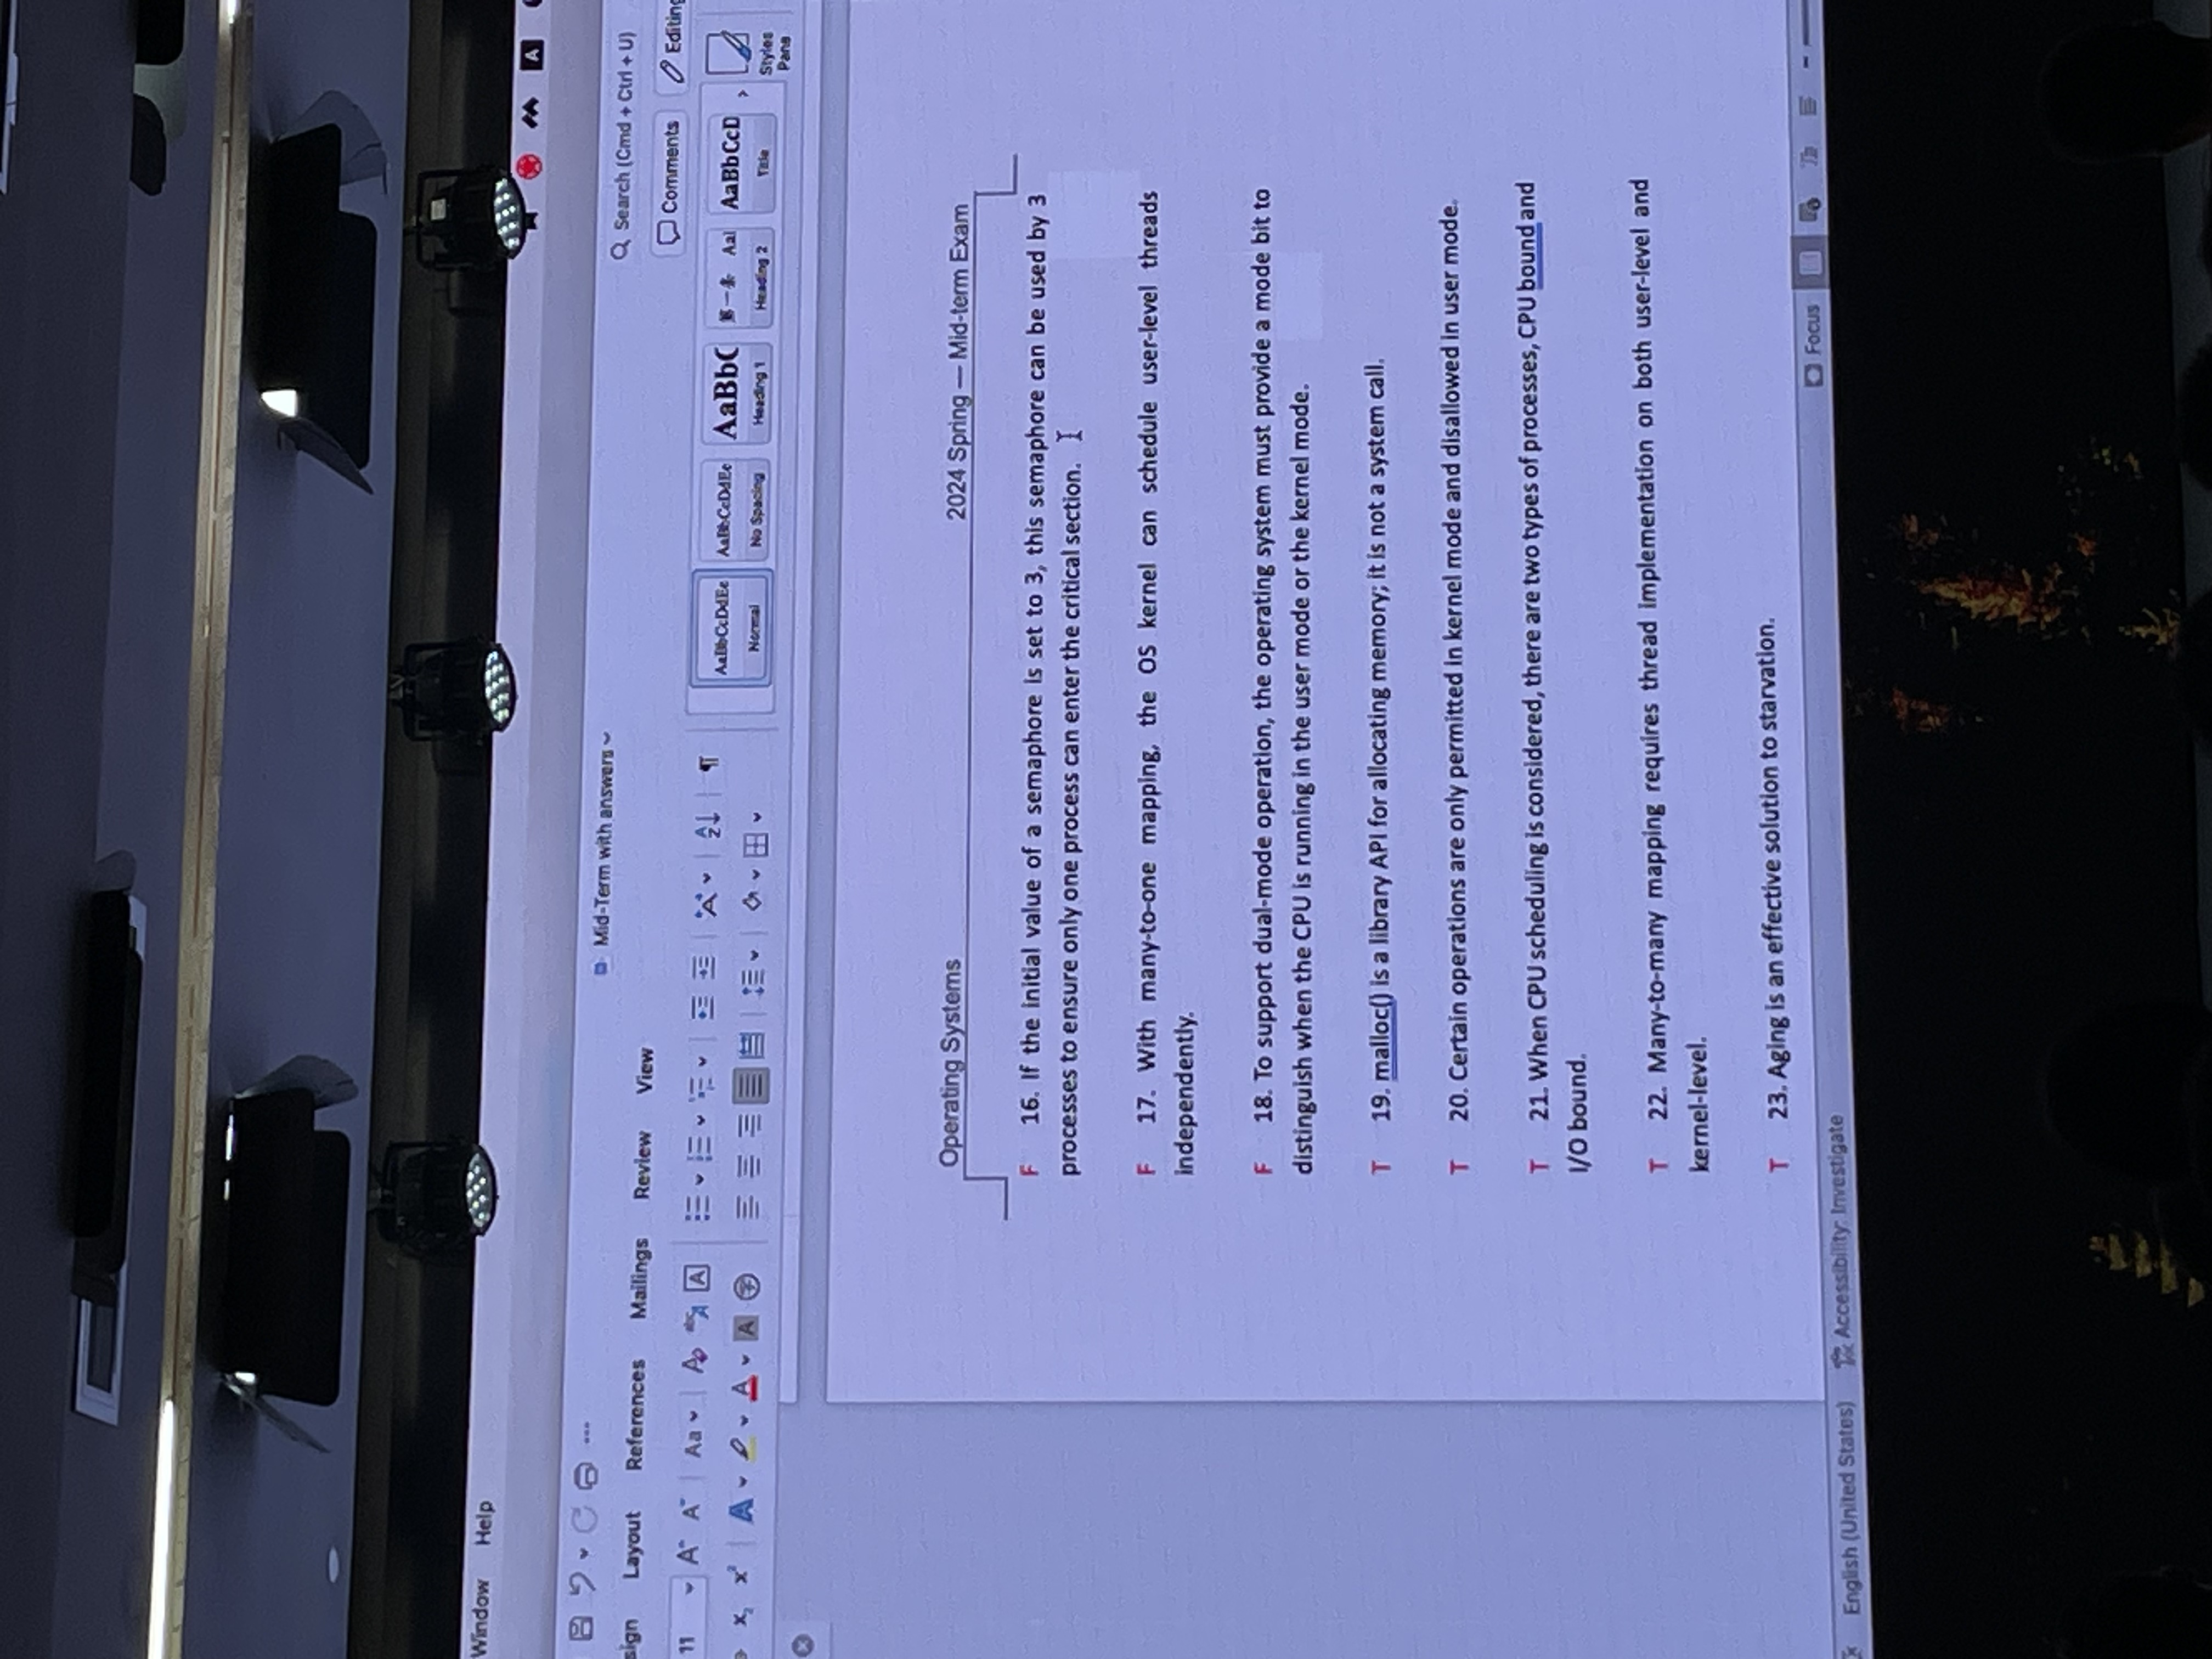 Window Help
Mid-Term with answers
Search (Cmd + Ctrl + U)
sign Layout References Mailings Review View
Comments Editing
11 Aa
AaBbCcDdEe AaBbCcDdEe AaBbC Aal AaBbCcD
Normal No Spacing Heading 1 Heading 2 Title
Styles
Pane
Operating Systems 2024 Spring — Mid-term Exam
F 16. If the initial value of a semaphore is set to 3, this semaphore can be used by 3
processes to ensure only one process can enter the critical section.
F 17. With many-to-one mapping, the OS kernel can schedule user-level threads
independently.
F 18. To support dual-mode operation, the operating system must provide a mode bit to
distinguish when the CPU is running in the user mode or the kernel mode.
T 19. malloc() is a library API for allocating memory; it is not a system call.
T 20. Certain operations are only permitted in kernel mode and disallowed in user mode.
T 21. When CPU scheduling is considered, there are two types of processes, CPU bound and
I/O bound.
T 22. Many-to-many mapping requires thread implementation on both user-level and
kernel-level.
T 23. Aging is an effective solution to starvation.
Focus
English (United States) Accessibility: Investigate